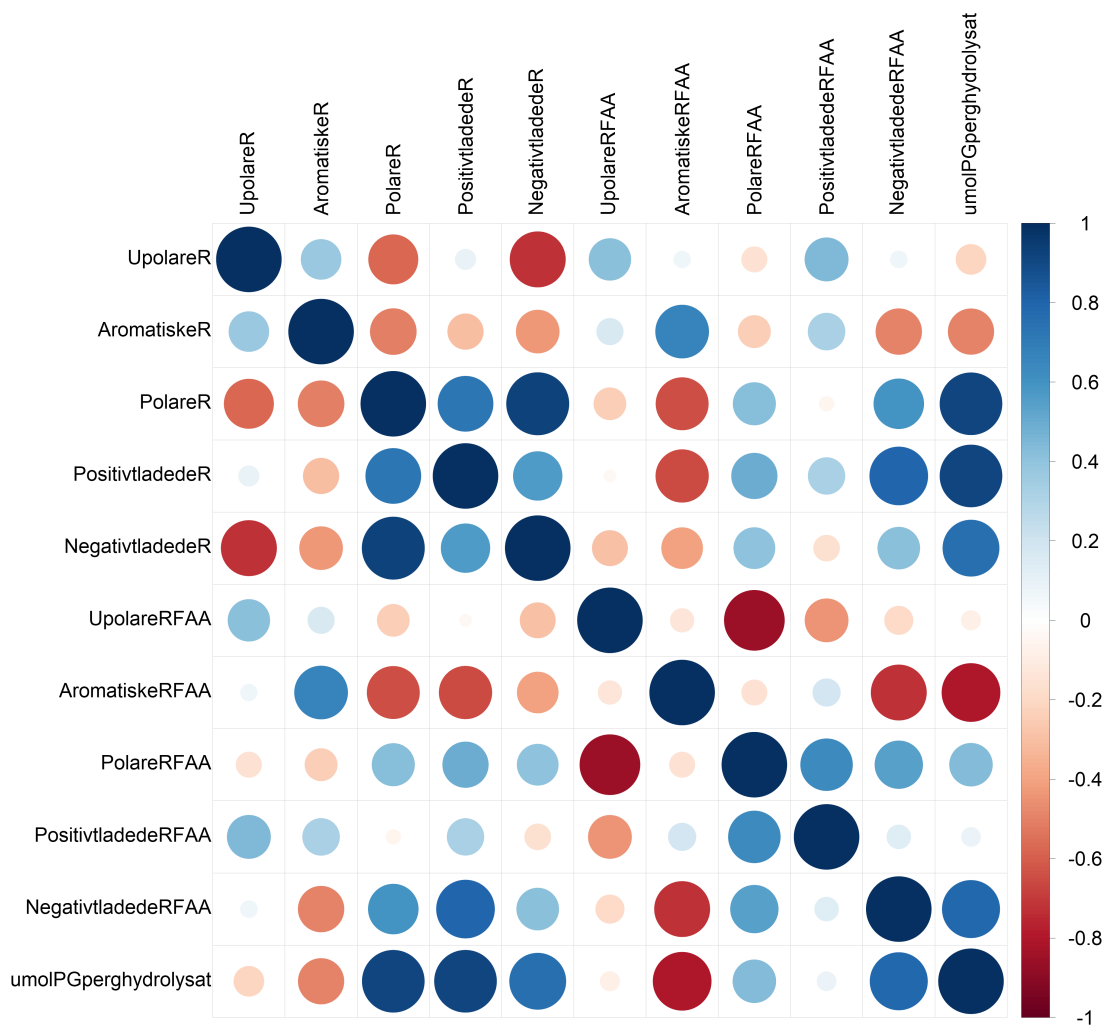 UpolareR
AromatiskeR
PolareR
PositivtladedeR
NegativtladedeR
UpolareRFAA
AromatiskeRFAA
PolareRFAA
PositivtladedeRFAA
NegativtladedeRFAA
umolPGperghydrolysat
UpolareR
AromatiskeR
PolareR
PositivtladedeR
NegativtladedeR
UpolareRFAA
AromatiskeRFAA
PolareRFAA
PositivtladedeRFAA
NegativtladedeRFAA
umolPGperghydrolysat
1
0.8
0.6
0.4
0.2
0
-0.2
-0.4
-0.6
-0.8
-1